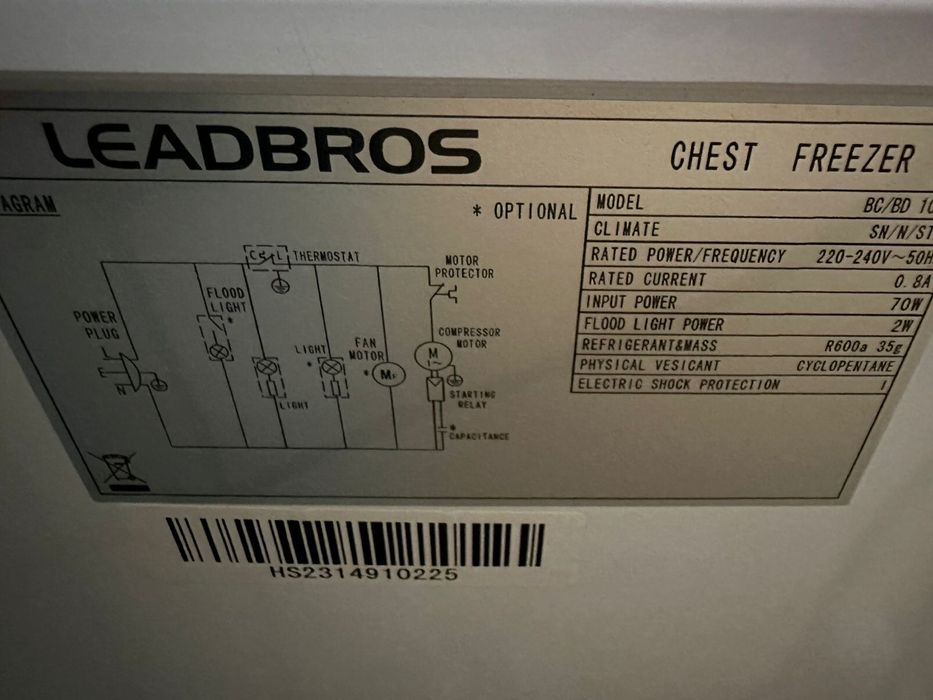 LEADBROS
CHEST FREEZER
* OPTIONAL
THERMOSTAT
C L
MOTOR
PROTECTOR
FLOOD
LIGHT
*
POWER
PLUG
N
LIGHT
*
LIGHT
FAN
MOTOR
*
MF
COMPRESSOR
MOTOR
M
STARTING
RELAY
*
CAPACITANCE
MODEL BC/BD
CLIMATE SN/N/ST
RATED POWER/FREQUENCY 220-240V~50H
RATED CURRENT 0.8A
INPUT POWER 70W
FLOOD LIGHT POWER 2W
REFRIGERANT&MASS R600a 35g
PHYSICAL VESICANT CYCLOPENTANE
ELECTRIC SHOCK PROTECTION I
HS2314910225